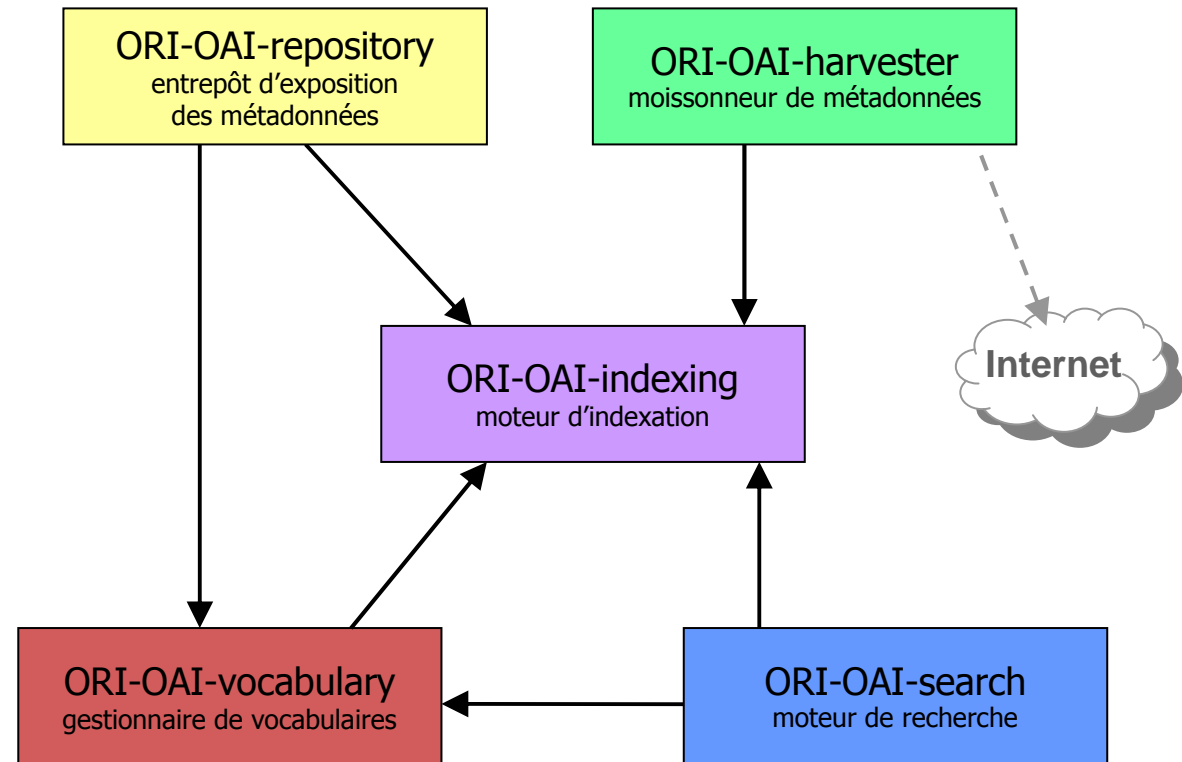 ORI-OAI-repository
entrepôt d’exposition
des métadonnées
ORI-OAI-harvester
moissonneur de métadonnées
Internet
ORI-OAI-indexing
moteur d’indexation
ORI-OAI-vocabulary
gestionnaire de vocabulaires
ORI-OAI-search
moteur de recherche